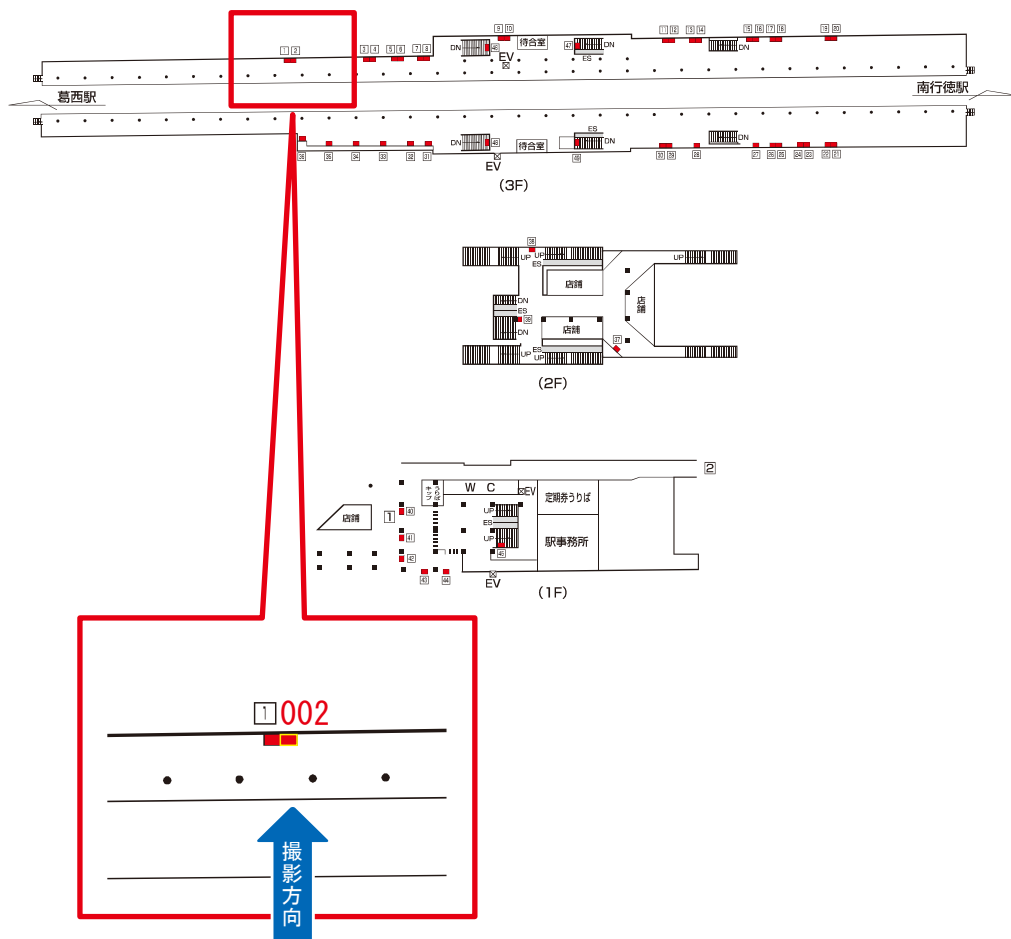 9 10
1 2
3 4
5 6
7 8
11 12
13 14
15 16
17 18
19 20
DN
48
EV
待合室
47
DN
ES
DN
葛西駅
南行徳駅
36
35
34
33
32
31
DN
EV
待合室
ES
DN
DN
30 29
28
27
26 25
24 23
22 21
(3F)
38
UP
UP
ES
店舗
UP
DN
ES
39
DN
店舗
店舗
37
UP
ES
UP
(2F)
2
キップ
うりば
W C
EV
定期券うりば
店舗
1
40
UP
ES
UP
41
駅事務所
42
45
43
44
EV
(1F)
1 002
撮影方向